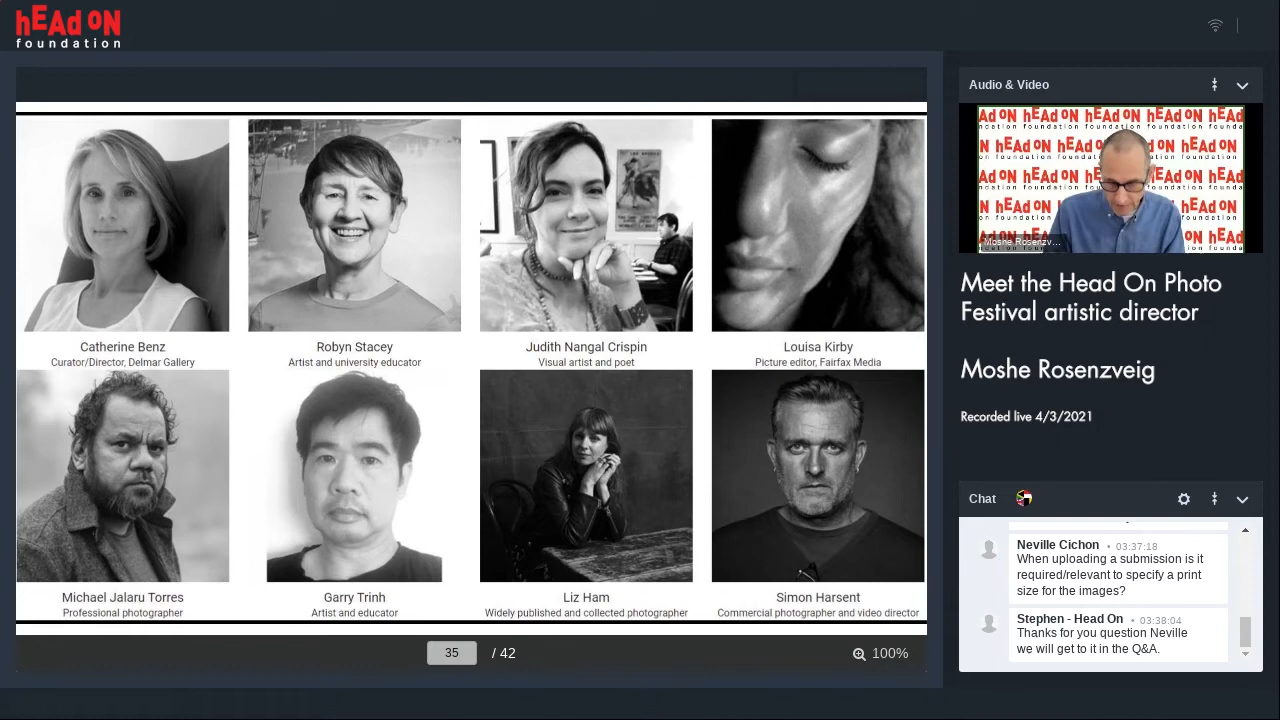 hEAd ON
foundation
Audio & Video
Moshe Rosenzv...
Catherine Benz
Curator/Director, Delmar Gallery
Robyn Stacey
Artist and university educator
Judith Nangal Crispin
Visual artist and poet
Louisa Kirby
Picture editor, Fairfax Media
Michael Jalaru Torres
Professional photographer
Garry Trinh
Artist and educator
Liz Ham
Widely published and collected photographer
Simon Harsent
Commercial photographer and video director
35 / 42
100%
Meet the Head On Photo
Festival artistic director
Moshe Rosenzveig
Recorded live 4/3/2021
Chat
Neville Cichon • 03:37:18
When uploading a submission is it
required/relevant to specify a print
size for the images?
Stephen - Head On • 03:38:04
Thanks for you question Neville
we will get to it in the Q&A.